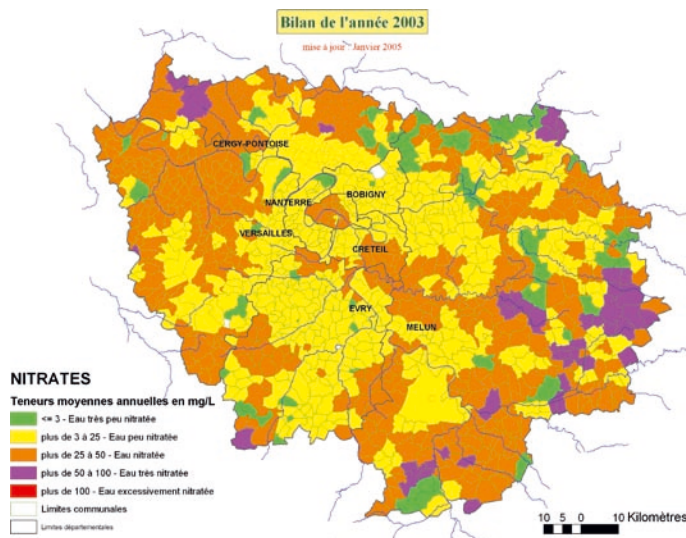 Bilan de l'année 2003
mise à jour : Janvier 2005
CERGY-PONTOISE
NANTERRE
BOBIGNY
VERSAILLES
CRETEIL
EVRY
MELUN
NITRATES
Teneurs moyennes annuelles en mg/L
<= 3 - Eau très peu nitratée
plus de 3 à 25 - Eau peu nitratée
plus de 25 à 50 - Eau nitratée
plus de 50 à 100 - Eau très nitratée
plus de 100 - Eau excessivement nitratée
Limites communales
Limites départementales
10 5 0 10 Kilomètres